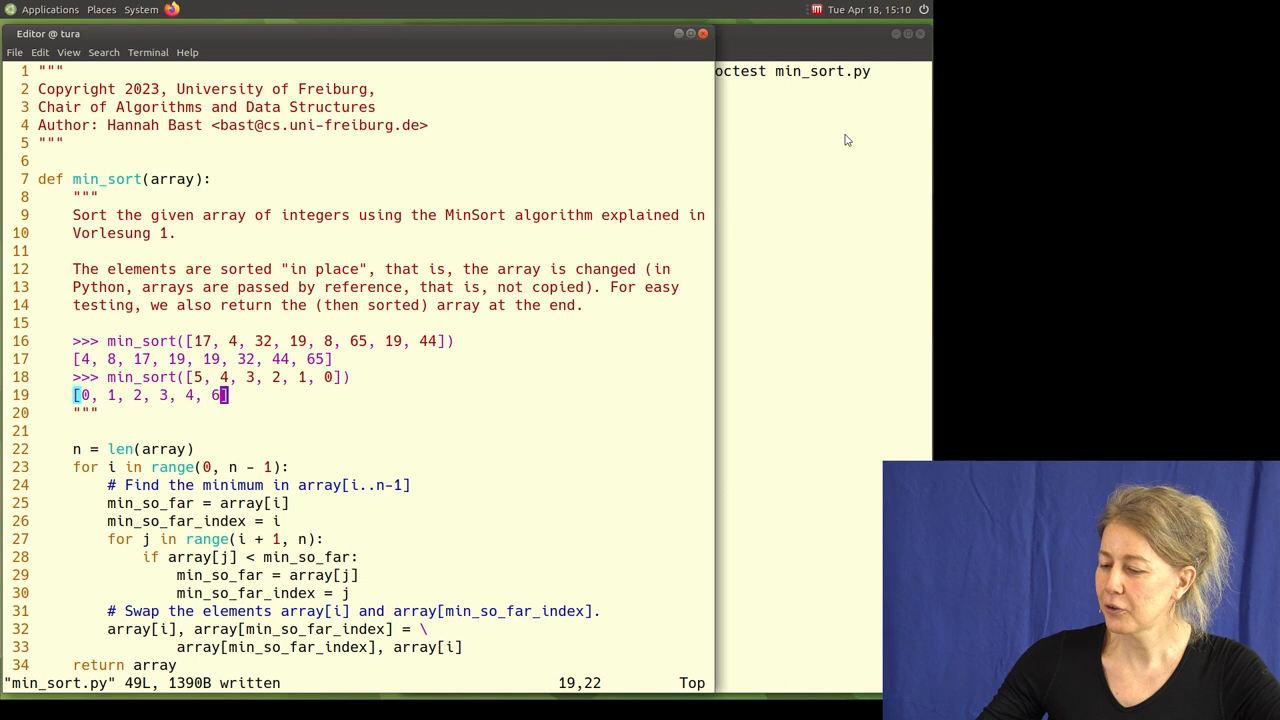 Applications Places System
Tue Apr 18, 15:10
Editor @ tura
File Edit View Search Terminal Help
1 """
2 Copyright 2023, University of Freiburg,
3 Chair of Algorithms and Data Structures
4 Author: Hannah Bast <bast@cs.uni-freiburg.de>
5 """
6
7 def min_sort(array):
8     """
9     Sort the given array of integers using the MinSort algorithm explained in
10     Vorlesung 1.
11
12     The elements are sorted "in place", that is, the array is changed (in
13     Python, arrays are passed by reference, that is, not copied). For easy
14     testing, we also return the (then sorted) array at the end.
15
16     >>> min_sort([17, 4, 32, 19, 8, 65, 19, 44])
17     [4, 8, 17, 19, 19, 32, 44, 65]
18     >>> min_sort([5, 4, 3, 2, 1, 0])
19     [0, 1, 2, 3, 4, 6]
20     """
21
22     n = len(array)
23     for i in range(0, n - 1):
24         # Find the minimum in array[i..n-1]
25         min_so_far = array[i]
26         min_so_far_index = i
27         for j in range(i + 1, n):
28             if array[j] < min_so_far:
29                 min_so_far = array[j]
30                 min_so_far_index = j
31         # Swap the elements array[i] and array[min_so_far_index].
32         array[i], array[min_so_far_index] = \
33                 array[min_so_far_index], array[i]
34     return array
"min_sort.py" 49L, 1390B written 19,22 Top
octest min_sort.py